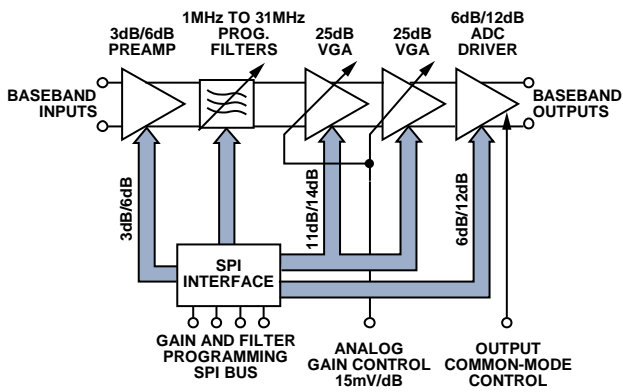 3dB/6dB
PREAMP
1MHz TO 31MHz
PROG.
FILTERS
25dB
VGA
25dB
VGA
6dB/12dB
ADC
DRIVER
BASEBAND
INPUTS
BASEBAND
OUTPUTS
3dB/6dB
11dB/14dB
6dB/12dB
SPI
INTERFACE
GAIN AND FILTER
PROGRAMMING
SPI BUS
ANALOG
GAIN CONTROL
15mV/dB
OUTPUT
COMMON-MODE
CONTROL